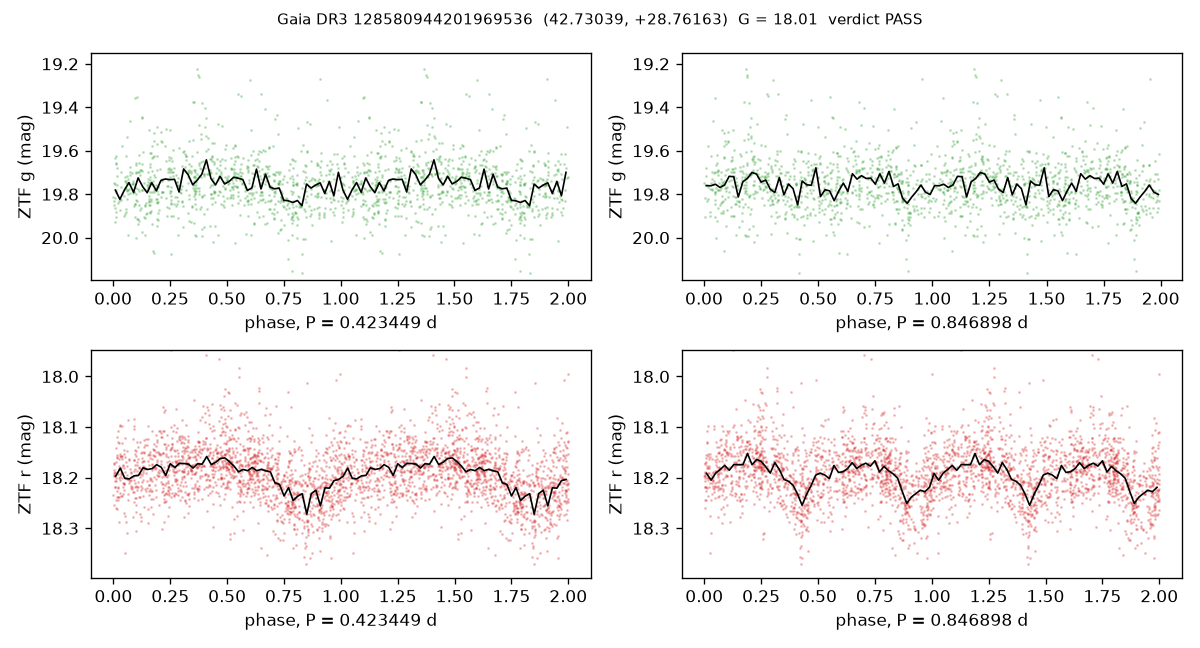 Gaia DR3 128580944201969536  (42.73039, +28.76163)  G = 18.01  verdict PASS
ZTF g (mag)
19.2
19.4
19.6
19.8
20.0
0.00 0.25 0.50 0.75 1.00 1.25 1.50 1.75 2.00
phase, P = 0.423449 d
ZTF g (mag)
19.2
19.4
19.6
19.8
20.0
0.00 0.25 0.50 0.75 1.00 1.25 1.50 1.75 2.00
phase, P = 0.846898 d
ZTF r (mag)
18.0
18.1
18.2
18.3
0.00 0.25 0.50 0.75 1.00 1.25 1.50 1.75 2.00
phase, P = 0.423449 d
ZTF r (mag)
18.0
18.1
18.2
18.3
0.00 0.25 0.50 0.75 1.00 1.25 1.50 1.75 2.00
phase, P = 0.846898 d